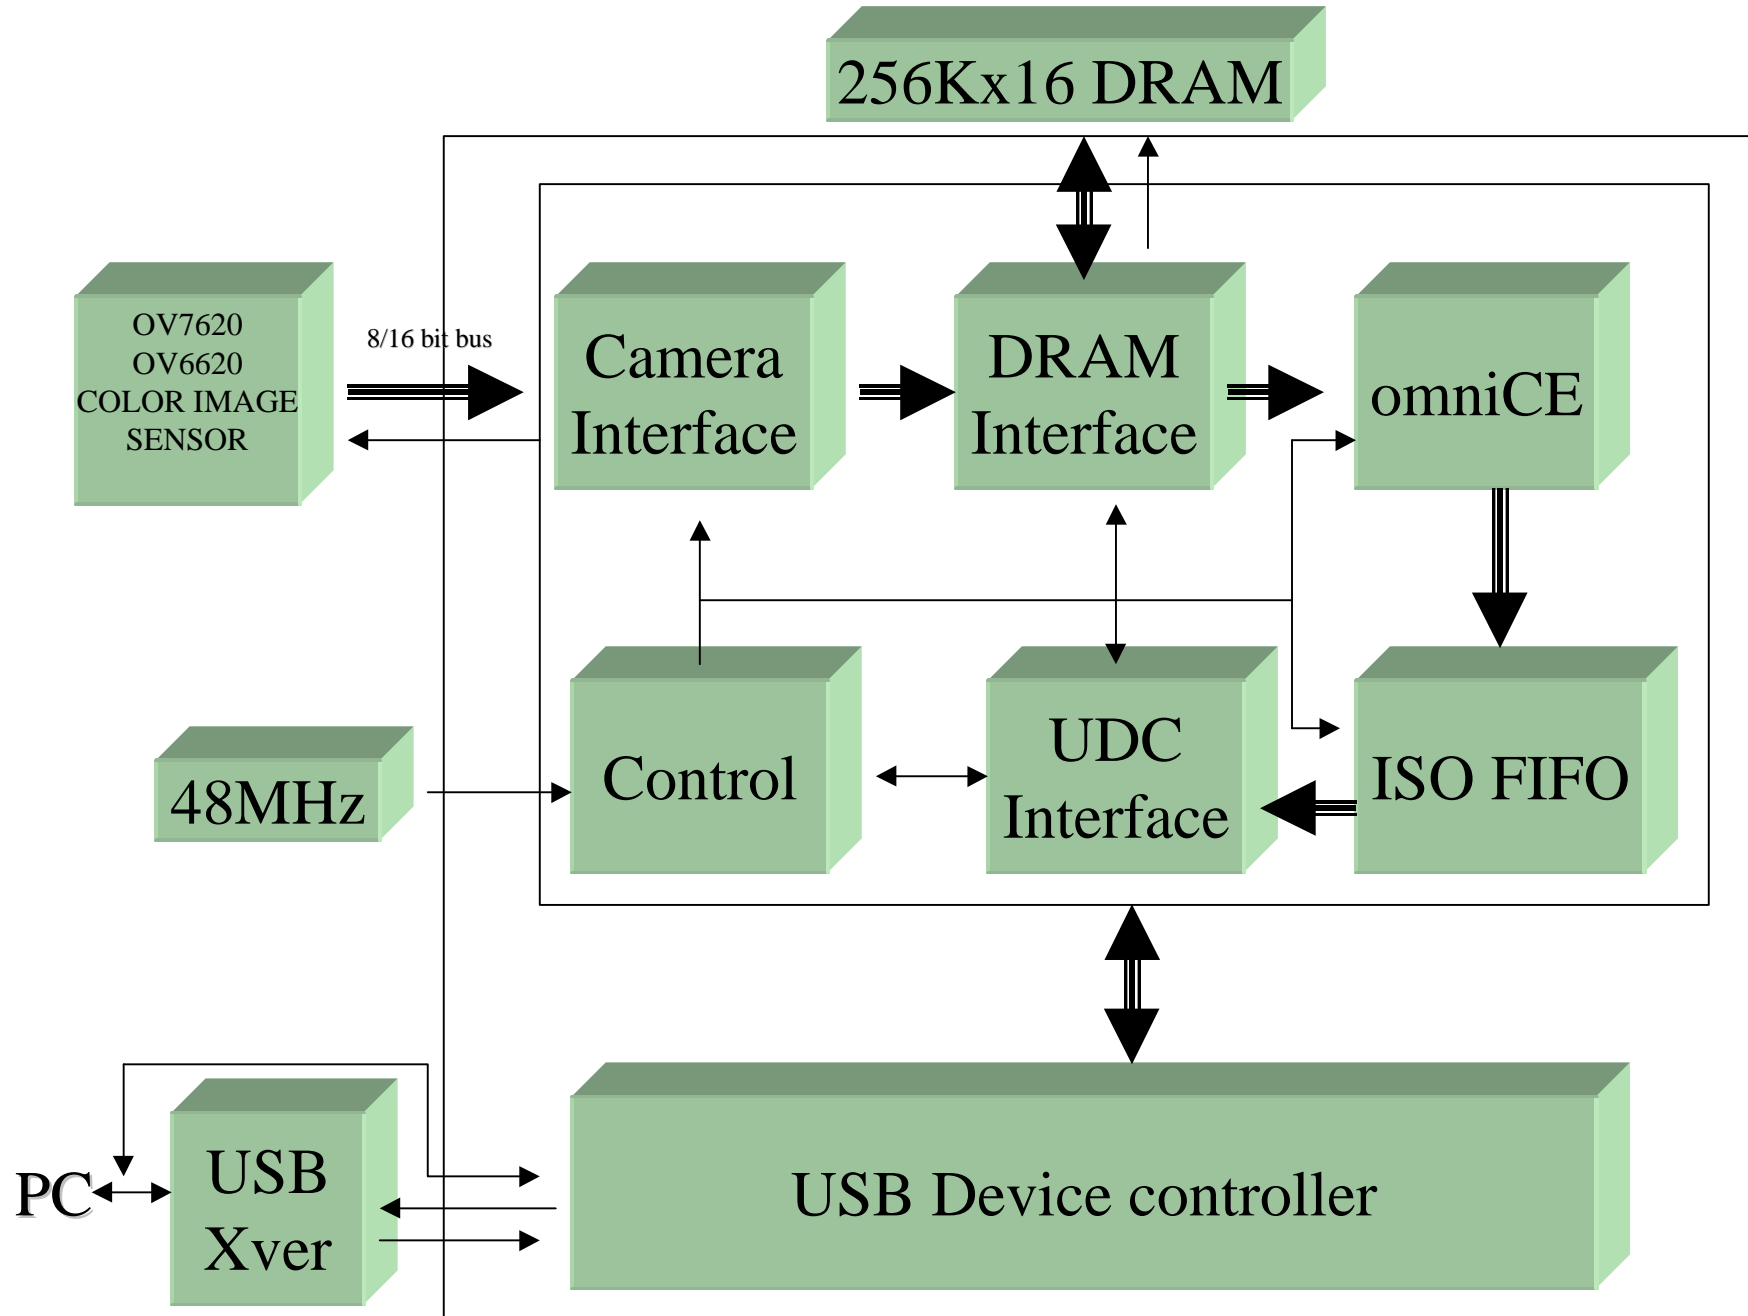 256Kx16 DRAM
OV7620
OV6620
COLOR IMAGE
SENSOR
8/16 bit bus
Camera
Interface
DRAM
Interface
omniCE
48MHz
Control
UDC
Interface
ISO FIFO
PC
USB
Xver
USB Device controller